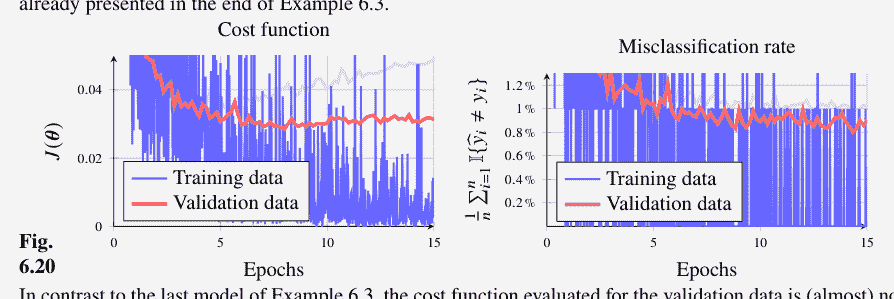 already presented in the end of Example 6.3.
Cost function
J(θ)
0.04
0.02
0
0
5
10
15
Training data
Validation data
Epochs
Misclassification rate
1/n ∑ⁿᵢ₌₁ 𝕀{ŷᵢ ≠ yᵢ}
1.2 %
1 %
0.8 %
0.6 %
0.4 %
0.2 %
0
5
10
15
Training data
Validation data
Epochs
Fig.
6.20
In contrast to the last model of Example 6.3, the cost function evaluated for the validation data is (almost)